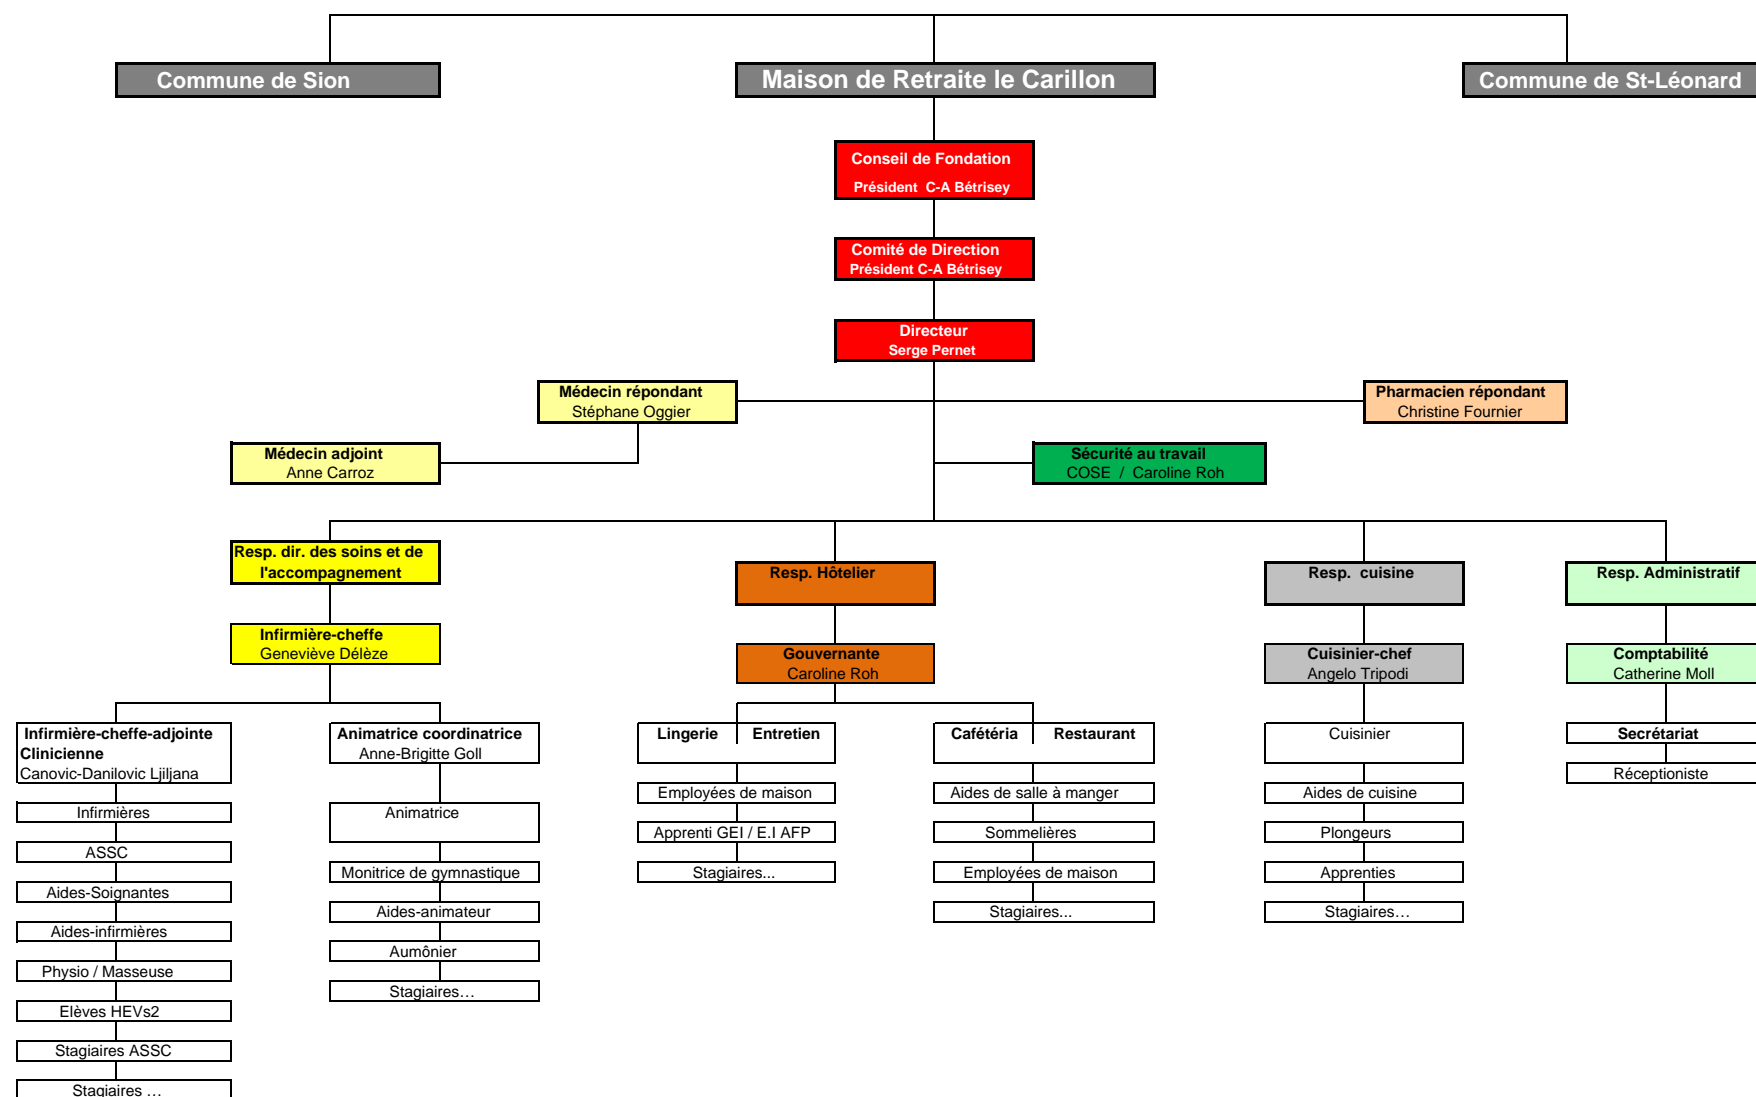 Commune de Sion
Maison de Retraite le Carillon
Commune de St-Léonard
Conseil de Fondation
Président C-A Bétrisey
Comité de Direction
Président C-A Bétrisey
Directeur
Serge Pernet
Médecin répondant
Stéphane Oggier
Pharmacien répondant
Christine Fournier
Médecin adjoint
Anne Carroz
Sécurité au travail
COSE / Caroline Roh
Resp. dir. des soins et de
l'accompagnement
Resp. Hôtelier
Resp. cuisine
Resp. Administratif
Infirmière-cheffe
Geneviève Délèze
Gouvernante
Caroline Roh
Cuisinier-chef
Angelo Tripodi
Comptabilité
Catherine Moll
Infirmière-cheffe-adjointe
Clinicienne
Canovic-Danilovic Ljiljana
Infirmières
ASSC
Aides-Soignantes
Aides-infirmières
Physio / Masseuse
Elèves HEVs2
Stagiaires ASSC
Stagiaires …
Animatrice coordinatrice
Anne-Brigitte Goll
Animatrice
Monitrice de gymnastique
Aides-animateur
Aumônier
Stagiaires…
Lingerie Entretien
Employées de maison
Apprenti GEI / E.I AFP
Stagiaires...
Cafétéria Restaurant
Aides de salle à manger
Sommelières
Employées de maison
Stagiaires...
Cuisinier
Aides de cuisine
Plongeurs
Apprenties
Stagiaires…
Secrétariat
Réceptioniste